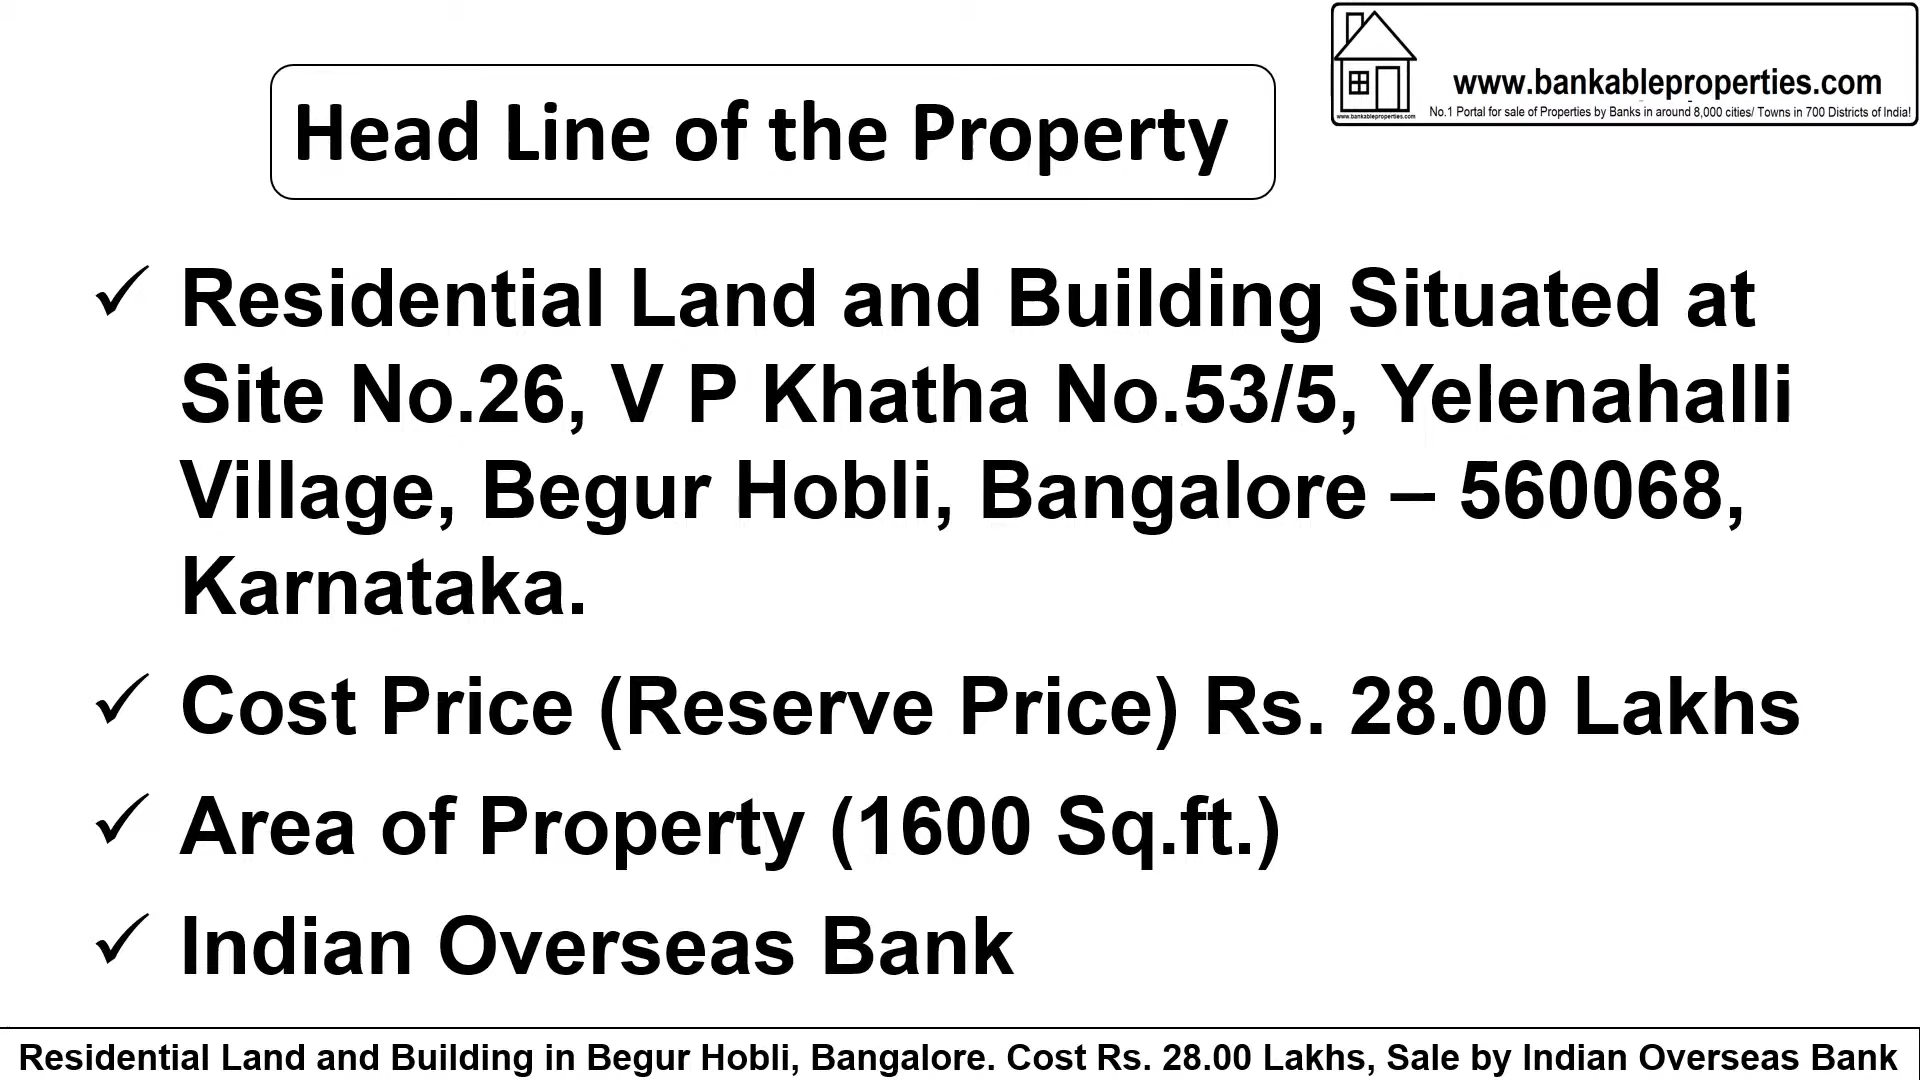 www.bankableproperties.com
www.bankableproperties.com
No.1 Portal for sale of Properties by Banks in around 8,000 cities/ Towns in 700 Districts of India!
Head Line of the Property
✓ Residential Land and Building Situated at
Site No.26, V P Khatha No.53/5, Yelenahalli
Village, Begur Hobli, Bangalore – 560068,
Karnataka.
✓ Cost Price (Reserve Price) Rs. 28.00 Lakhs
✓ Area of Property (1600 Sq.ft.)
✓ Indian Overseas Bank
Residential Land and Building in Begur Hobli, Bangalore. Cost Rs. 28.00 Lakhs, Sale by Indian Overseas Bank